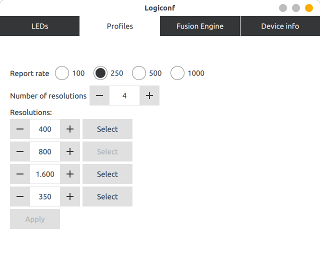 Logiconf
LEDs Profiles Fusion Engine Device info
Report rate 100 250 500 1000
Number of resolutions − 4 +
Resolutions:
− 400 + Select
− 800 + Select
− 1.600 + Select
− 350 + Select
Apply